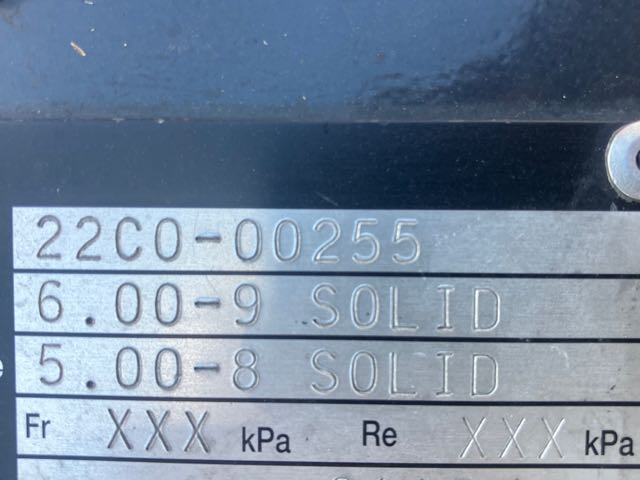 22C0-00255
6.00-9 SOLID
5.00-8 SOLID
Fr XXX kPa Re XXX kPa